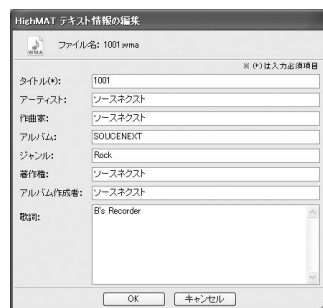 HighMAT テキスト情報の編集
WMA
ファイル名: 1001.wma
※ (*)は入力必須項目
タイトル(*): 1001
アーティスト: ソースネクスト
作曲家: ソースネクスト
アルバム: SOUCENEXT
ジャンル: Rock
著作権: ソースネクスト
アルバム作成者: ソースネクスト
歌詞: B's Recorder
OK キャンセル